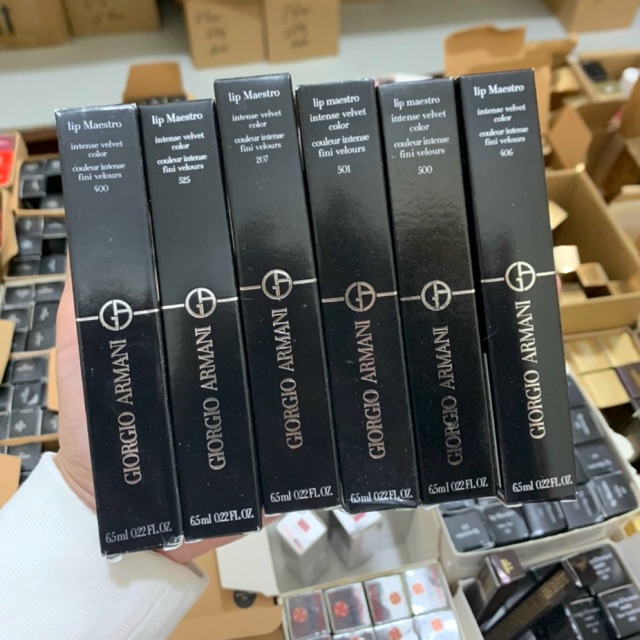 lip Maestro
intense velvet
color
couleur intense
fini velours
400
GIORGIO ARMANI
6.5ml 0.22 FL.OZ.
lip Maestro
intense velvet
color
couleur intense
fini velours
525
GIORGIO ARMANI
6.5ml 0.22 FL.OZ.
lip Maestro
intense velvet
color
couleur intense
fini velours
207
GIORGIO ARMANI
6.5ml 0.22 FL.OZ.
lip Maestro
intense velvet
color
couleur intense
fini velours
501
GIORGIO ARMANI
6.5ml 0.22 FL.OZ.
lip Maestro
intense velvet
color
couleur intense
fini velours
500
GIORGIO ARMANI
6.5ml 0.22 FL.OZ.
lip Maestro
intense velvet
color
couleur intense
fini velours
406
GIORGIO ARMANI
6.5ml 0.22 FL.OZ.